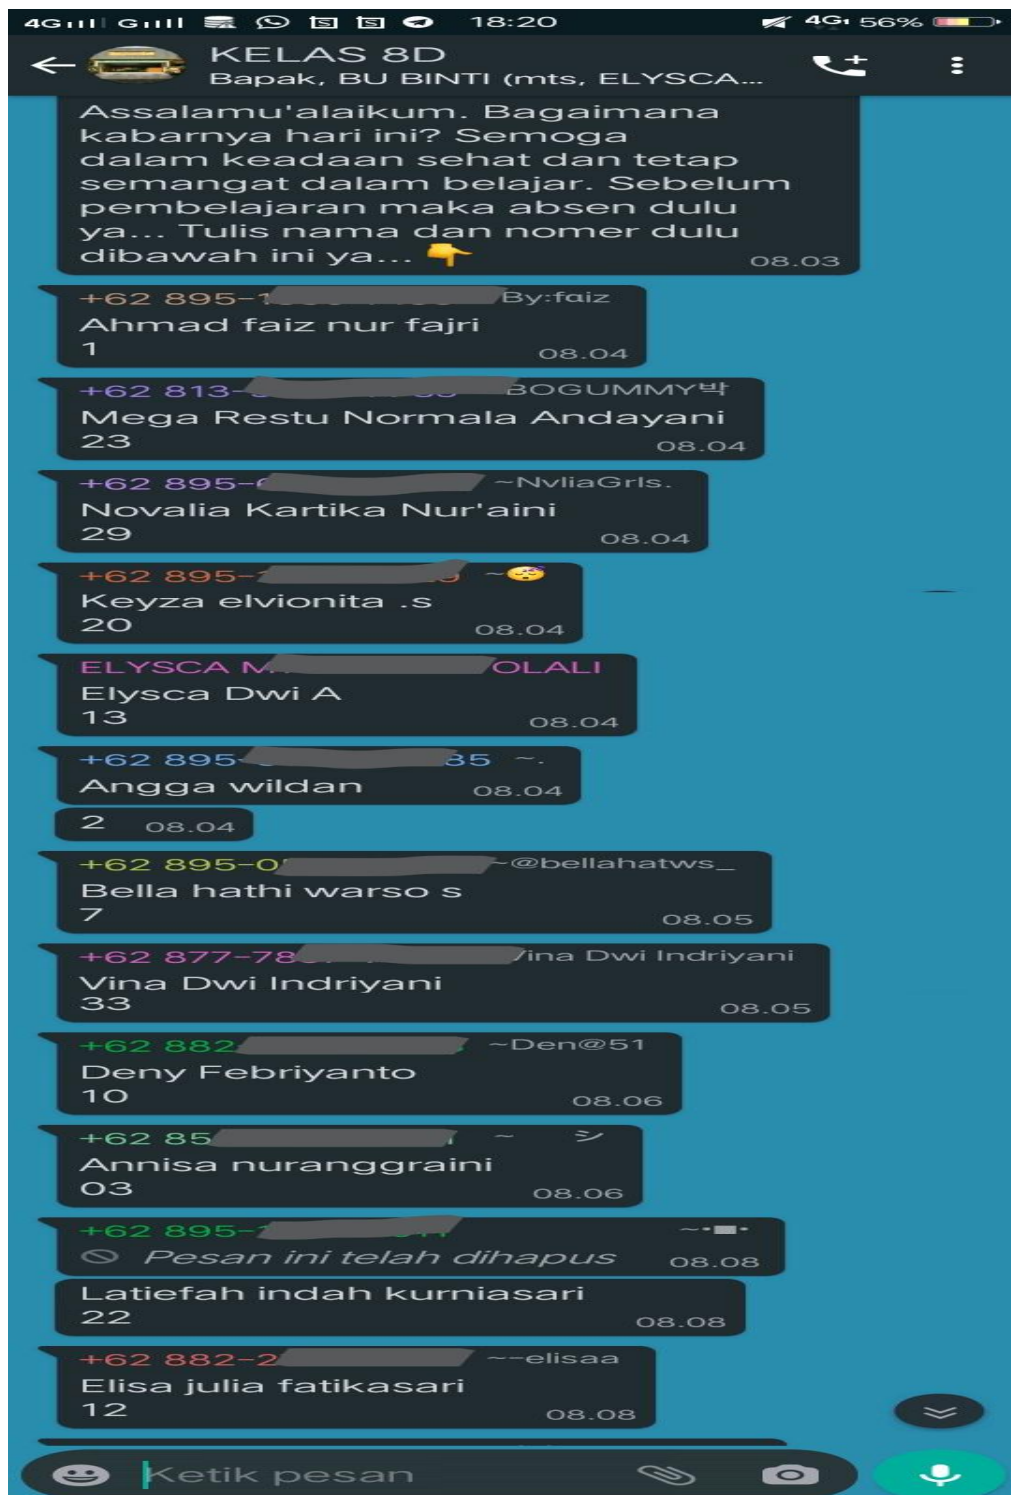 4G 4G 18:20 4G 56%
KELAS 8D
Bapak, BU BINTI (mts, ELYSCA...
Assalamu'alaikum. Bagaimana
kabarnya hari ini? Semoga
dalam keadaan sehat dan tetap
semangat dalam belajar. Sebelum
pembelajaran maka absen dulu
ya... Tulis nama dan nomer dulu
dibawah ini ya... 👇 08.03
+62 895- By:faiz
Ahmad faiz nur fajri
1 08.04
+62 813- BOGUMMY박
Mega Restu Normala Andayani
23 08.04
+62 895- ~NvliaGrls.
Novalia Kartika Nur'aini
29 08.04
+62 895- ~😴
Keyza elvionita .s
20 08.04
ELYSCA OLALI
Elysca Dwi A
13 08.04
+62 895- 85 ~.
Angga wildan 08.04
2 08.04
+62 895-0 ~@bellahatws_
Bella hathi warso s
7 08.05
+62 877-78 Vina Dwi Indriyani
Vina Dwi Indriyani
33 08.05
+62 882 ~Den@51
Deny Febriyanto
10 08.06
+62 85 ~ シ
Annisa nuranggraini
03 08.06
+62 895- ~•■•
Pesan ini telah dihapus 08.08
Latiefah indah kurniasari
22 08.08
+62 882-2 ~~elisaa
Elisa julia fatikasari
12 08.08
Ketik pesan